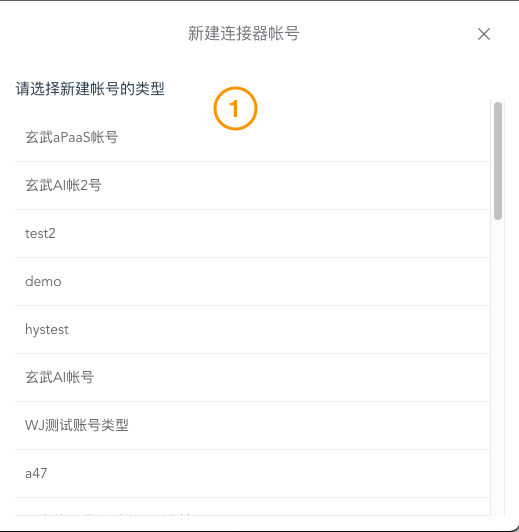 新建连接器帐号
请选择新建帐号的类型
1
玄武aPaaS帐号
玄武AI帐2号
test2
demo
hystest
玄武AI帐号
WJ测试账号类型
a47